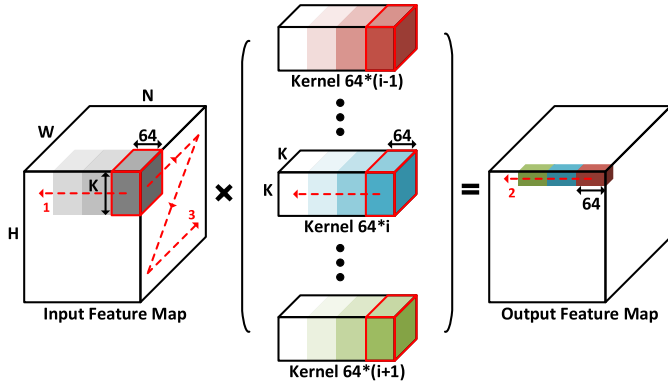 Kernel 64*(i-1)
N
W
64
K
1
3
H
Input Feature Map
×
K
64
K
Kernel 64*i
Kernel 64*(i+1)
=
2
64
Output Feature Map